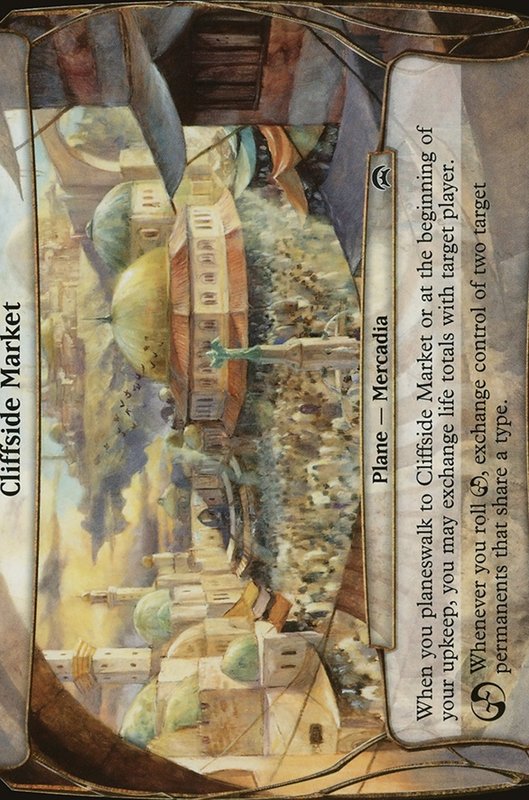 Cliffside Market
Plane — Mercadia
When you planeswalk to Cliffside Market or at the beginning of
your upkeep, you may exchange life totals with target player.
Whenever you roll , exchange control of two target
permanents that share a type.